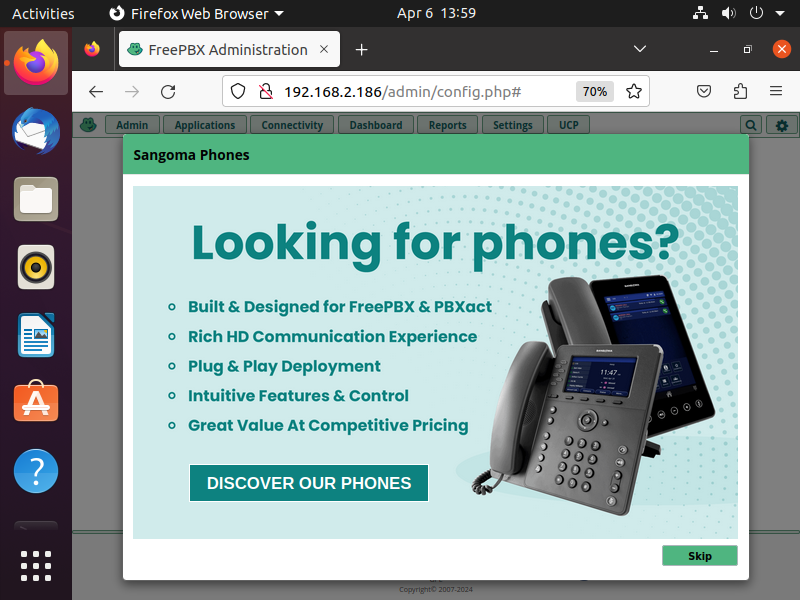 Activities
Firefox Web Browser
Apr 6 13:59
FreePBX Administration
192.168.2.186/admin/config.php#
70%
Admin
Applications
Connectivity
Dashboard
Reports
Settings
UCP
Sangoma Phones
Looking for phones?
Built & Designed for FreePBX & PBXact
Rich HD Communication Experience
Plug & Play Deployment
Intuitive Features & Control
Great Value At Competitive Pricing
11:47
DISCOVER OUR PHONES
Skip
Copyright© 2007-2024